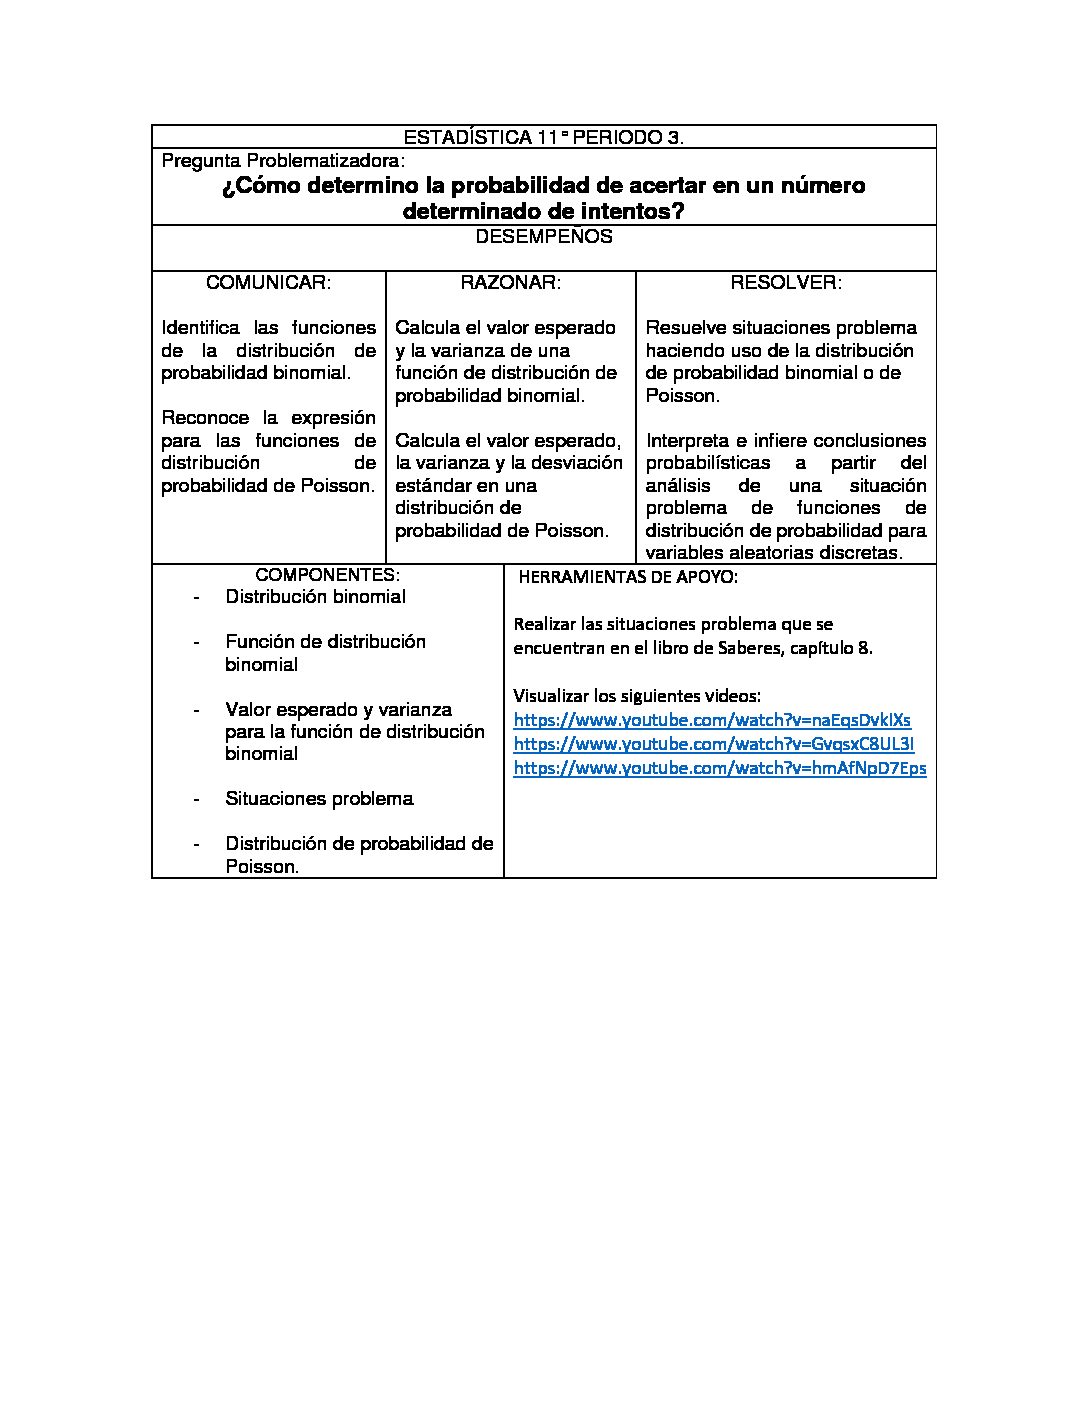 ESTADÍSTICA 11° PERIODO 3.
Pregunta Problematizadora:
¿Cómo determino la probabilidad de acertar en un número
determinado de intentos?
DESEMPEÑOS
COMUNICAR:
Identifica las funciones
de la distribución de
probabilidad binomial.
Reconoce la expresión
para las funciones de
distribución de
probabilidad de Poisson.
RAZONAR:
Calcula el valor esperado
y la varianza de una
función de distribución de
probabilidad binomial.
Calcula el valor esperado,
la varianza y la desviación
estándar en una
distribución de
probabilidad de Poisson.
RESOLVER:
Resuelve situaciones problema
haciendo uso de la distribución
de probabilidad binomial o de
Poisson.
Interpreta e infiere conclusiones
probabilísticas a partir del
análisis de una situación
problema de funciones de
distribución de probabilidad para
variables aleatorias discretas.
COMPONENTES:
- Distribución binomial
- Función de distribución
binomial
- Valor esperado y varianza
para la función de distribución
binomial
- Situaciones problema
- Distribución de probabilidad de
Poisson.
HERRAMIENTAS DE APOYO:
Realizar las situaciones problema que se
encuentran en el libro de Saberes, capítulo 8.
Visualizar los siguientes videos:
https://www.youtube.com/watch?v=naEqsDvklXs
https://www.youtube.com/watch?v=GvqsxC8UL3I
https://www.youtube.com/watch?v=hmAfNpD7Eps